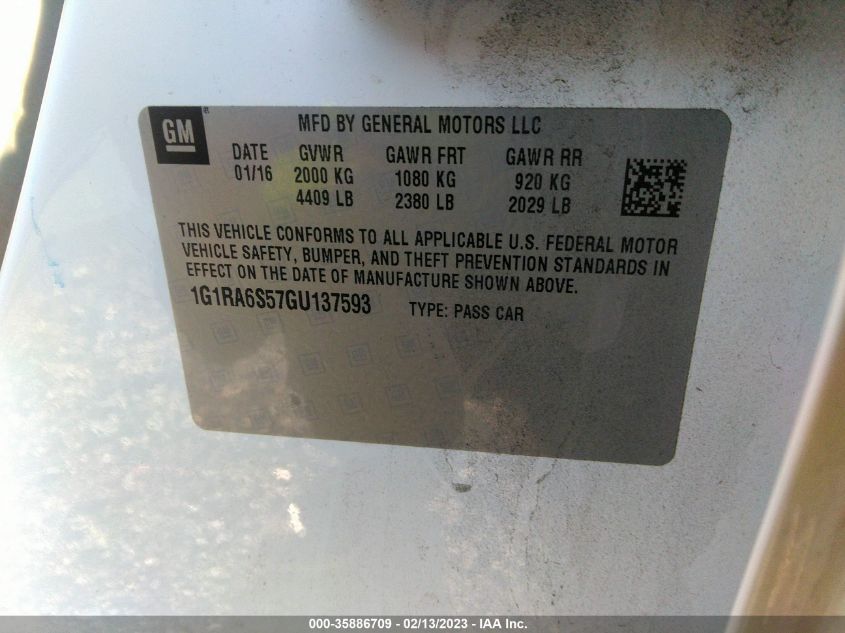 GM
MFD BY GENERAL MOTORS LLC
DATE GVWR GAWR FRT GAWR RR
01/16 2000 KG 1080 KG 920 KG
4409 LB 2380 LB 2029 LB
THIS VEHICLE CONFORMS TO ALL APPLICABLE U.S. FEDERAL MOTOR
VEHICLE SAFETY, BUMPER, AND THEFT PREVENTION STANDARDS IN
EFFECT ON THE DATE OF MANUFACTURE SHOWN ABOVE.
1G1RA6S57GU137593 TYPE: PASS CAR
000-35886709 - 02/13/2023 - IAA Inc.